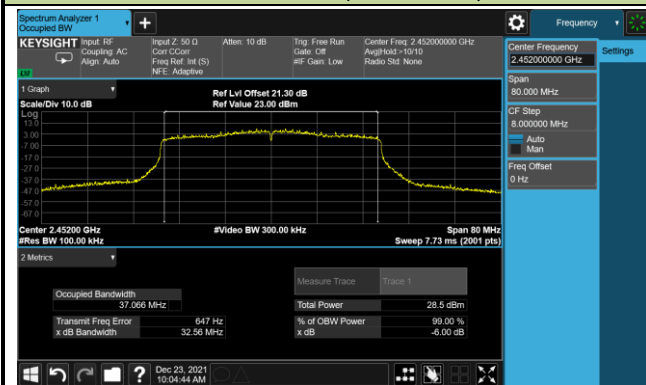 Spectrum Analyzer 1
Occupied BW
Frequency
KEYSIGHT
Input: RF
Coupling: AC
Align: Auto
Input Z: 50 Ω
Corr CCorr
Freq Ref: Int (S)
NFE: Adaptive
Atten: 10 dB
Trig: Free Run
Gate: Off
#IF Gain: Low
Center Freq: 2.452000000 GHz
Avg|Hold:>10/10
Radio Std: None
Center Frequency
2.452000000 GHz
Settings
Span
80.000 MHz
CF Step
8.000000 MHz
Auto
Man
Freq Offset
0 Hz
1 Graph
Scale/Div 10.0 dB
Ref Lvl Offset 21.30 dB
Ref Value 23.00 dBm
Log
13.0
3.00
-7.00
-17.0
-27.0
-37.0
-47.0
-57.0
-67.0
Center 2.45200 GHz
#Res BW 100.00 kHz
#Video BW 300.00 kHz
Span 80 MHz
Sweep 7.73 ms (2001 pts)
2 Metrics
Measure Trace
Trace 1
Occupied Bandwidth
37.066 MHz
Total Power
28.5 dBm
Transmit Freq Error
647 Hz
% of OBW Power
99.00 %
x dB Bandwidth
32.56 MHz
x dB
-6.00 dB
Dec 23, 2021
10:04:44 AM